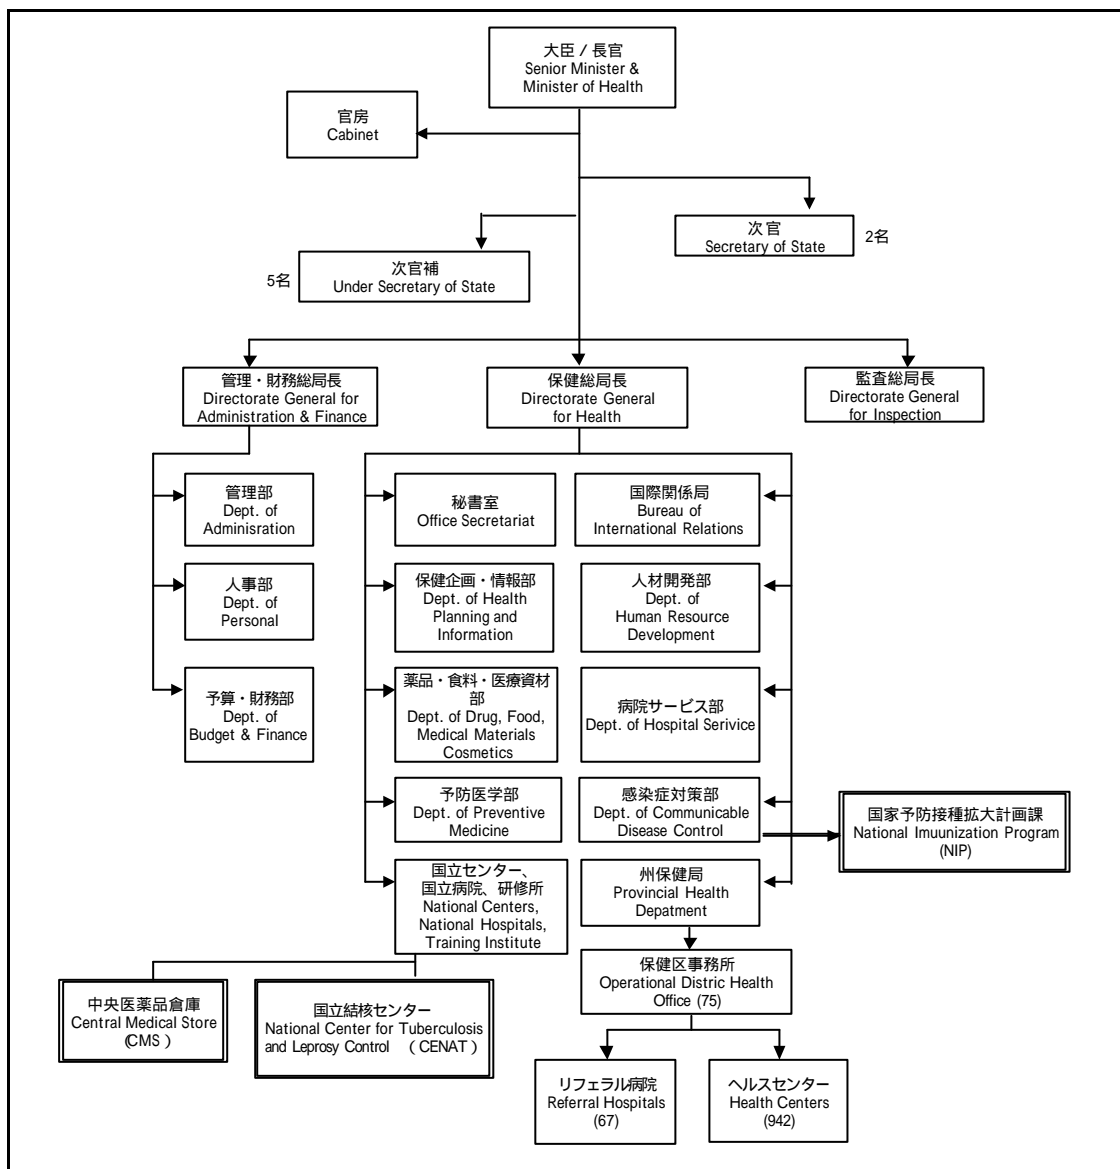 大臣 / 長官
Senior Minister &
Minister of Health
官房
Cabinet
次官
Secretary of State
2名
5名
次官補
Under Secretary of State
管理・財務総局長
Directorate General for
Administration & Finance
保健総局長
Directorate General
for Health
監査総局長
Directorate General
for Inspection
管理部
Dept. of
Adminisration
秘書室
Office Secretariat
国際関係局
Bureau of
International Relations
人事部
Dept. of
Personal
保健企画・情報部
Dept. of Health
Planning and
Information
人材開発部
Dept. of
Human Resource
Development
予算・財務部
Dept. of
Budget & Finance
薬品・食料・医療資材
部
Dept. of Drug, Food,
Medical Materials
Cosmetics
病院サービス部
Dept. of Hospital Serivice
予防医学部
Dept. of Preventive
Medicine
感染症対策部
Dept. of Communicable
Disease Control
国家予防接種拡大計画課
National Imuunization Program
(NIP)
国立センター、
国立病院、研修所
National Centers,
National Hospitals,
Training Institute
州保健局
Provincial Health
Depatment
保健区事務所
Operational Distric Health
Office (75)
中央医薬品倉庫
Central Medical Store
(CMS )
国立結核センター
National Center for Tuberculosis
and Leprosy Control ( CENAT )
リフェラル病院
Referral Hospitals
(67)
ヘルスセンター
Health Centers
(942)